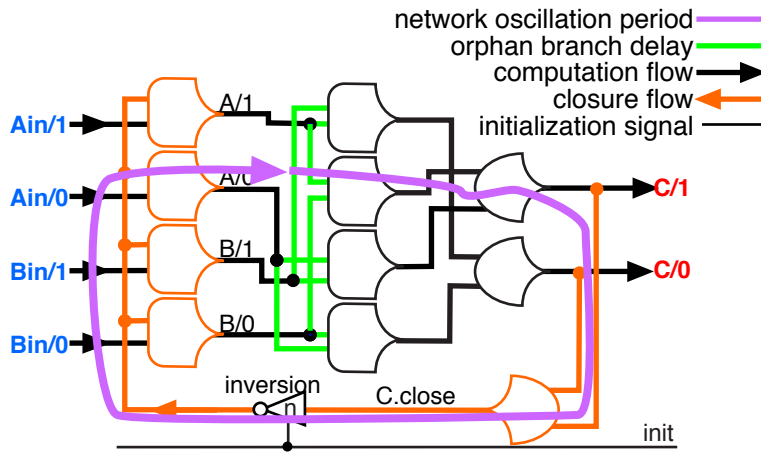 network oscillation period
orphan branch delay
computation flow
closure flow
initialization signal
Ain/1
A/1
Ain/0
A/0
C/1
Bin/1
B/1
C/0
Bin/0
B/0
inversion
C.close
n
init